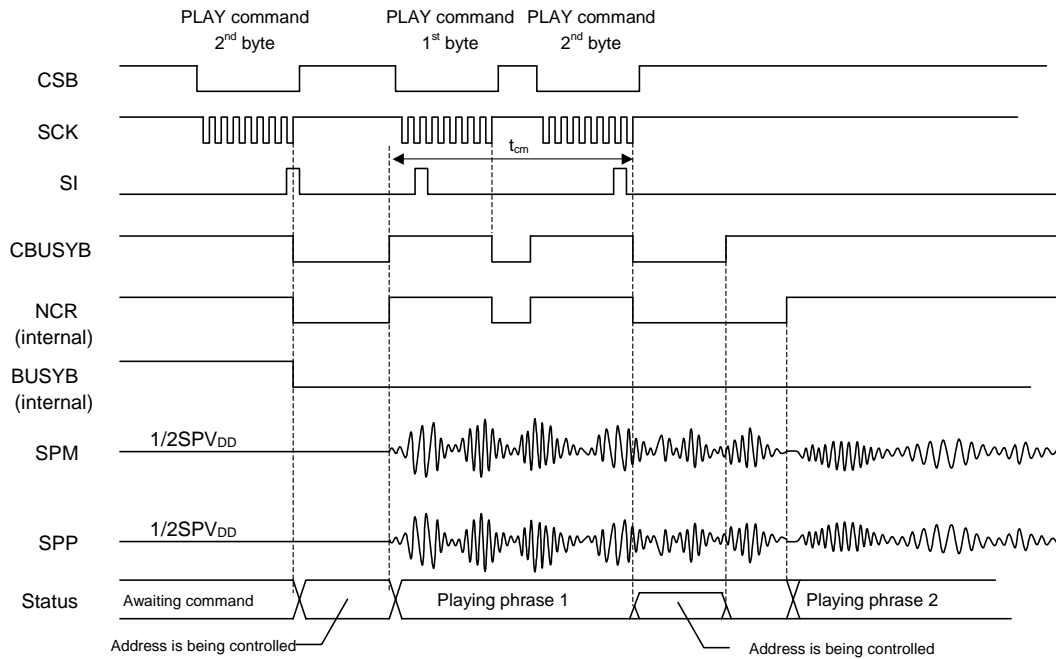 PLAY command
2nd byte
PLAY command
1st byte
PLAY command
2nd byte
CSB
SCK
tcm
SI
CBUSYB
NCR
(internal)
BUSYB
(internal)
1/2SPVDD
SPM
1/2SPVDD
SPP
Status
Awaiting command
Playing phrase 1
Playing phrase 2
Address is being controlled
Address is being controlled